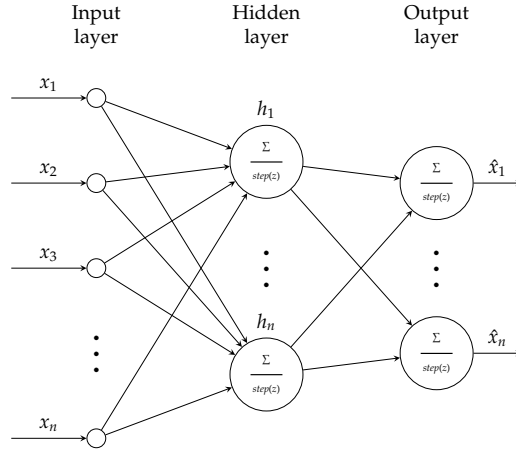 Input layer
Hidden layer
Output layer
x₁
x₂
x₃
xₙ
h₁
Σ
step(z)
hₙ
Σ
step(z)
Σ
step(z)
x̂₁
Σ
step(z)
x̂ₙ